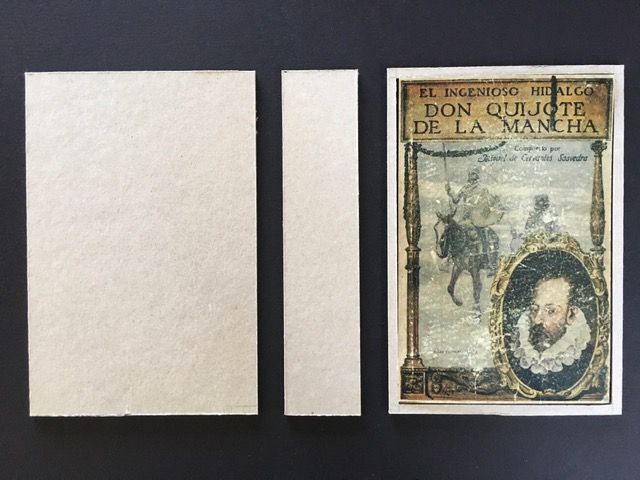 EL INGENIOSO HIDALGO
DON QUIJOTE
DE LA MANCHA
Compuesto por
Miguel de Cervantes Saavedra